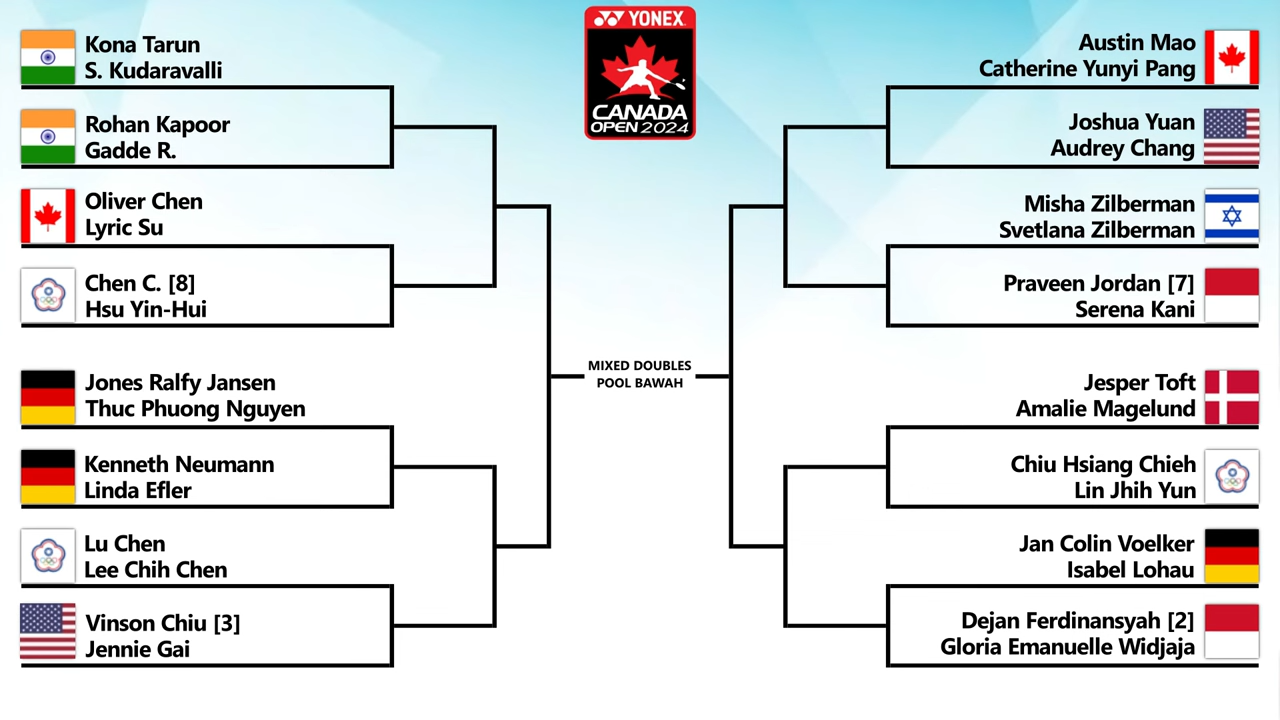 YONEX
CANADA
OPEN 2024
Kona Tarun
S. Kudaravalli
Rohan Kapoor
Gadde R.
Oliver Chen
Lyric Su
Chen C. [8]
Hsu Yin-Hui
Jones Ralfy Jansen
Thuc Phuong Nguyen
Kenneth Neumann
Linda Efler
Lu Chen
Lee Chih Chen
Vinson Chiu [3]
Jennie Gai
MIXED DOUBLES
POOL BAWAH
Austin Mao
Catherine Yunyi Pang
Joshua Yuan
Audrey Chang
Misha Zilberman
Svetlana Zilberman
Praveen Jordan [7]
Serena Kani
Jesper Toft
Amalie Magelund
Chiu Hsiang Chieh
Lin Jhih Yun
Jan Colin Voelker
Isabel Lohau
Dejan Ferdinansyah [2]
Gloria Emanuelle Widjaja